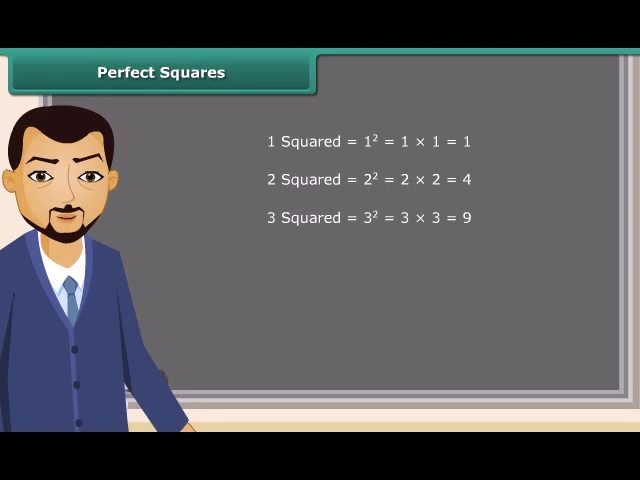 Perfect Squares
1 Squared = 1² = 1 × 1 = 1
2 Squared = 2² = 2 × 2 = 4
3 Squared = 3² = 3 × 3 = 9